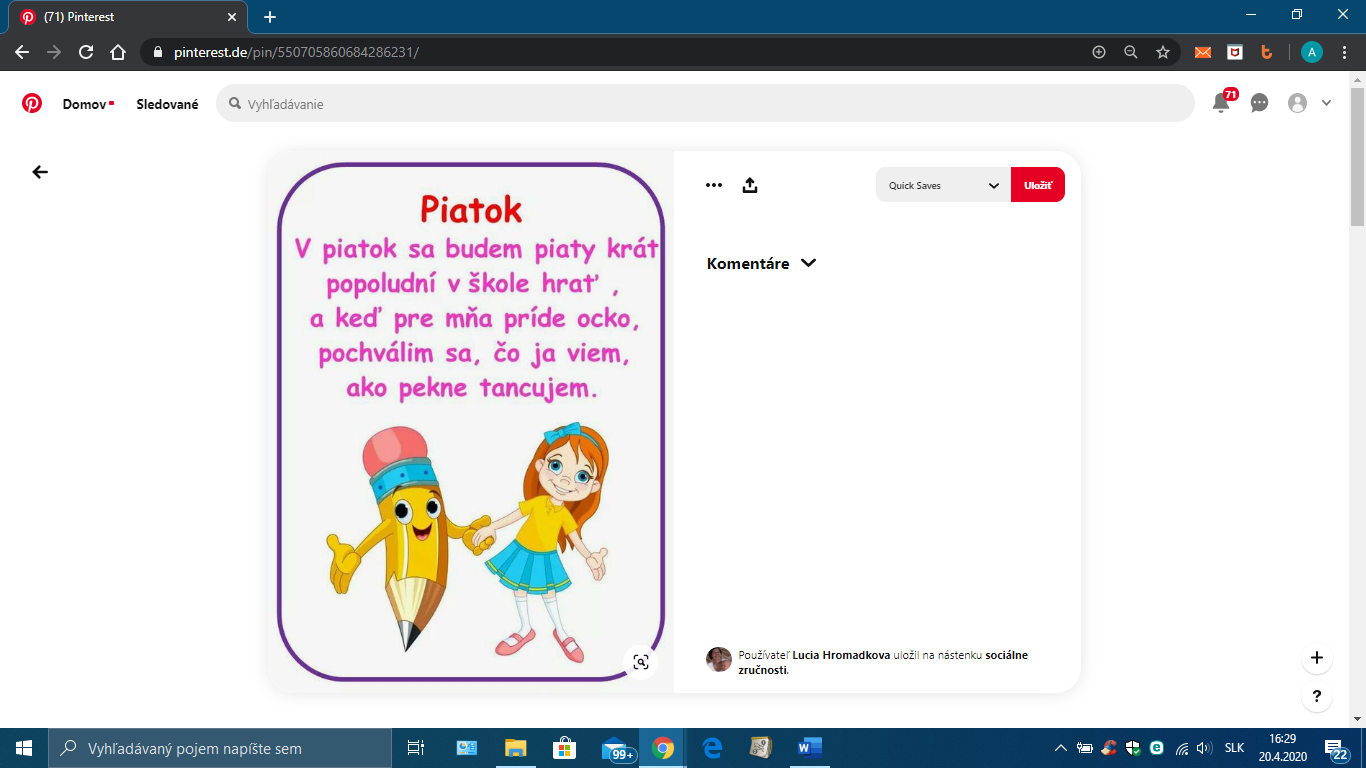 (71) Pinterest
pinterest.de/pin/550705860684286231/
A
Domov
Sledované
Vyhľadávanie
71
Piatok
V piatok sa budem piaty krát
popoludní v škole hrať ,
a keď pre mňa príde ocko,
pochválim sa, čo ja viem,
ako pekne tancujem.
Quick Saves
Uložiť
Komentáre
Používateľ Lucia Hromadkova uložil na nástenku sociálne
zručnosti.
?
Vyhľadávaný pojem napíšte sem
99+
SLK
16:29
20.4.2020
22